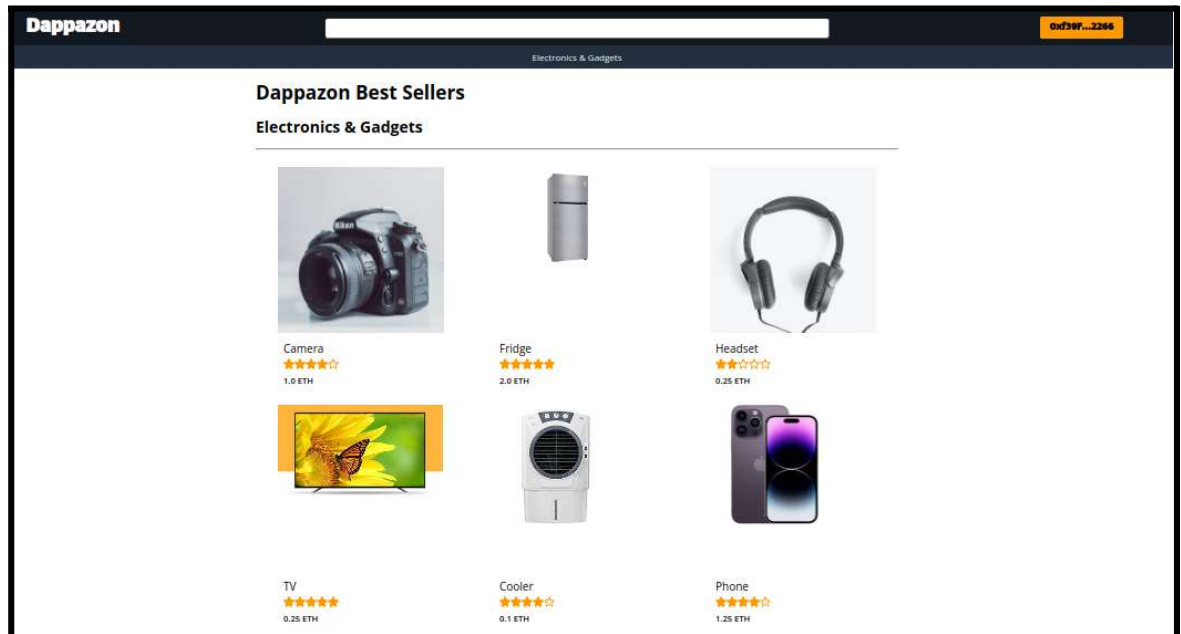 Dappazon
0xf39F...2266
Electronics & Gadgets
Dappazon Best Sellers
Electronics & Gadgets
Nikon
Camera
Fridge
Headset
1.0 ETH
2.0 ETH
0.25 ETH
TV
Cooler
Phone
0.25 ETH
0.1 ETH
1.25 ETH